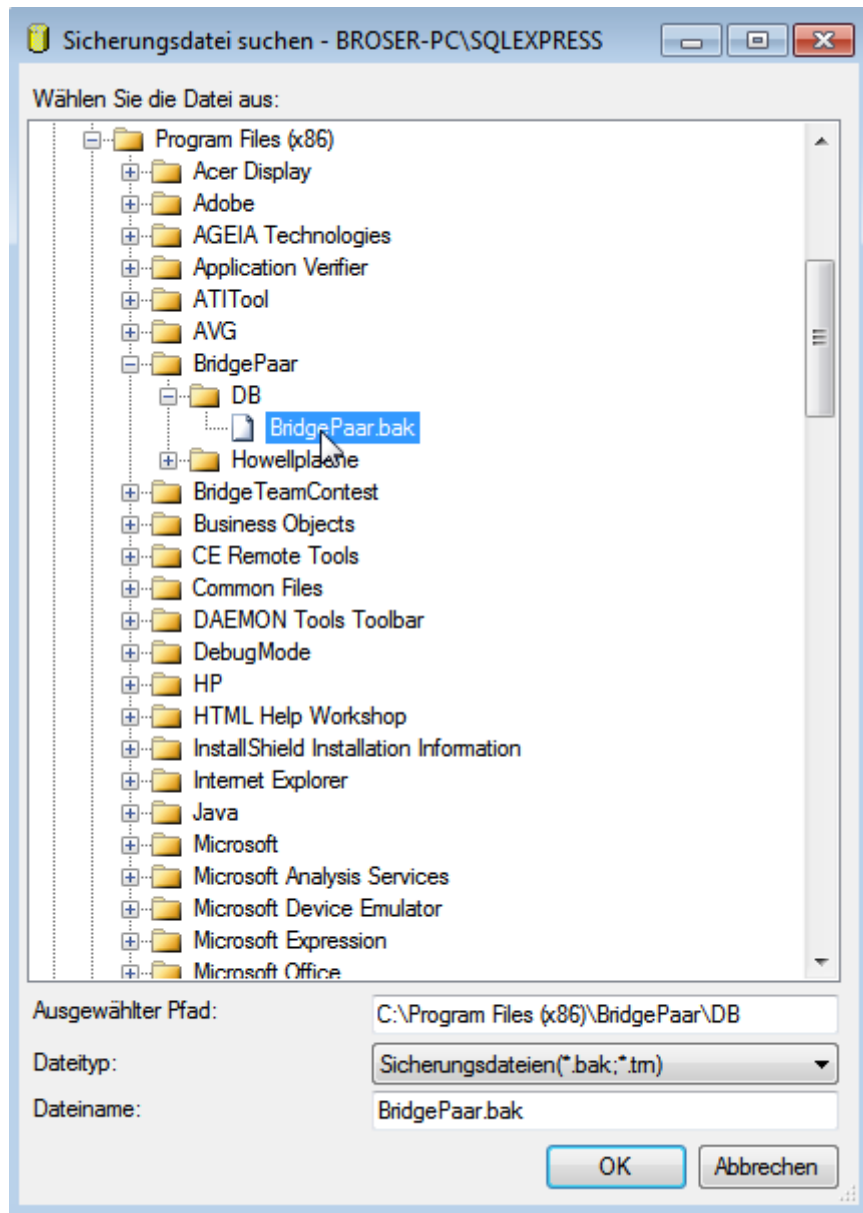 Sicherungsdatei suchen - BROSER-PC\SQLEXPRESS
Wählen Sie die Datei aus:
Program Files (x86)
Acer Display
Adobe
AGEIA Technologies
Application Verifier
ATITool
AVG
BridgePaar
DB
BridgePaar.bak
Howellplaene
BridgeTeamContest
Business Objects
CE Remote Tools
Common Files
DAEMON Tools Toolbar
DebugMode
HP
HTML Help Workshop
InstallShield Installation Information
Internet Explorer
Java
Microsoft
Microsoft Analysis Services
Microsoft Device Emulator
Microsoft Expression
Microsoft Office
Ausgewählter Pfad: C:\Program Files (x86)\BridgePaar\DB
Dateityp: Sicherungsdateien(*.bak;*.trn)
Dateiname: BridgePaar.bak
OK Abbrechen